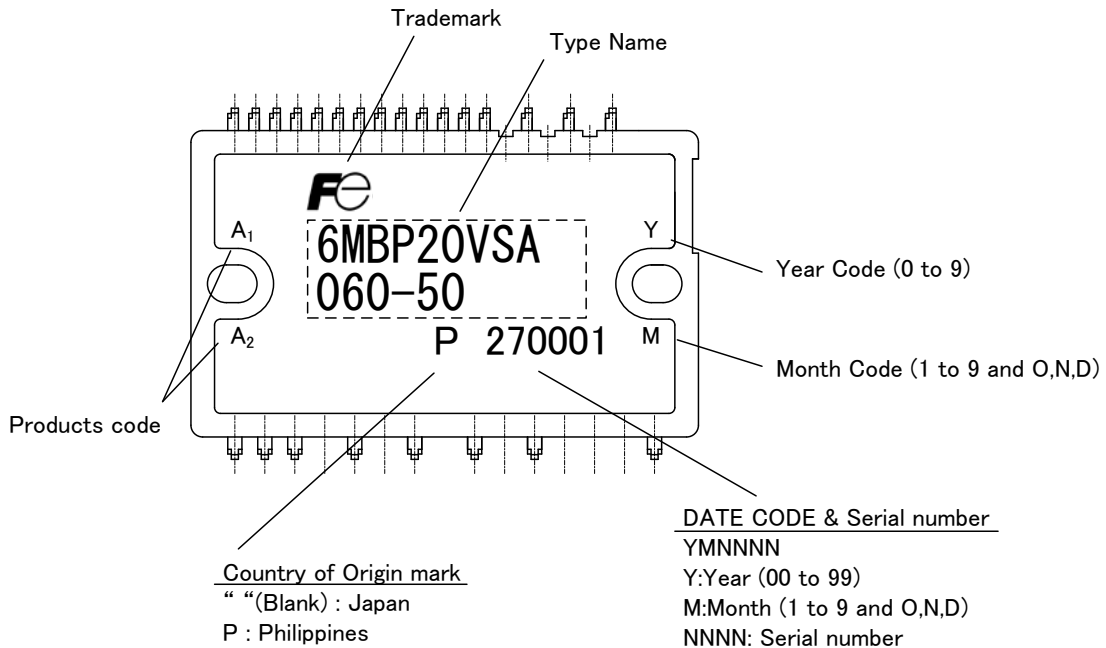 Trademark
Type Name
Fe
A₁
6MBP20VSA
Y
060-50
Year Code (0 to 9)
A₂
P 270001
M
Month Code (1 to 9 and O,N,D)
Products code
DATE CODE & Serial number
YMNNNN
Y:Year (00 to 99)
M:Month (1 to 9 and O,N,D)
NNNN: Serial number
Country of Origin mark
“ “(Blank) : Japan
P : Philippines